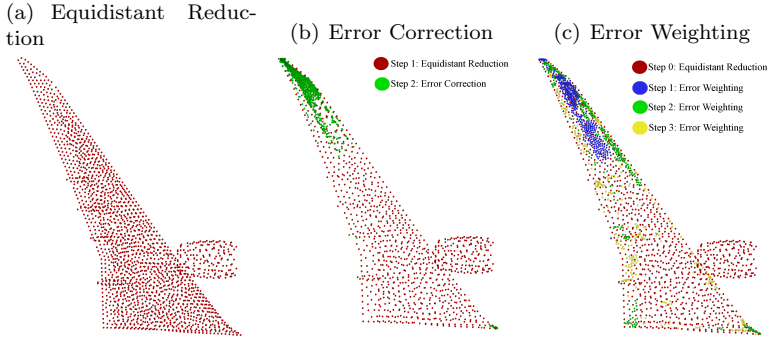 (a) Equidistant Reduc-
tion
(b) Error Correction
Step 1: Equidistant Reduction
Step 2: Error Correction
(c) Error Weighting
Step 0: Equidistant Reduction
Step 1: Error Weighting
Step 2: Error Weighting
Step 3: Error Weighting